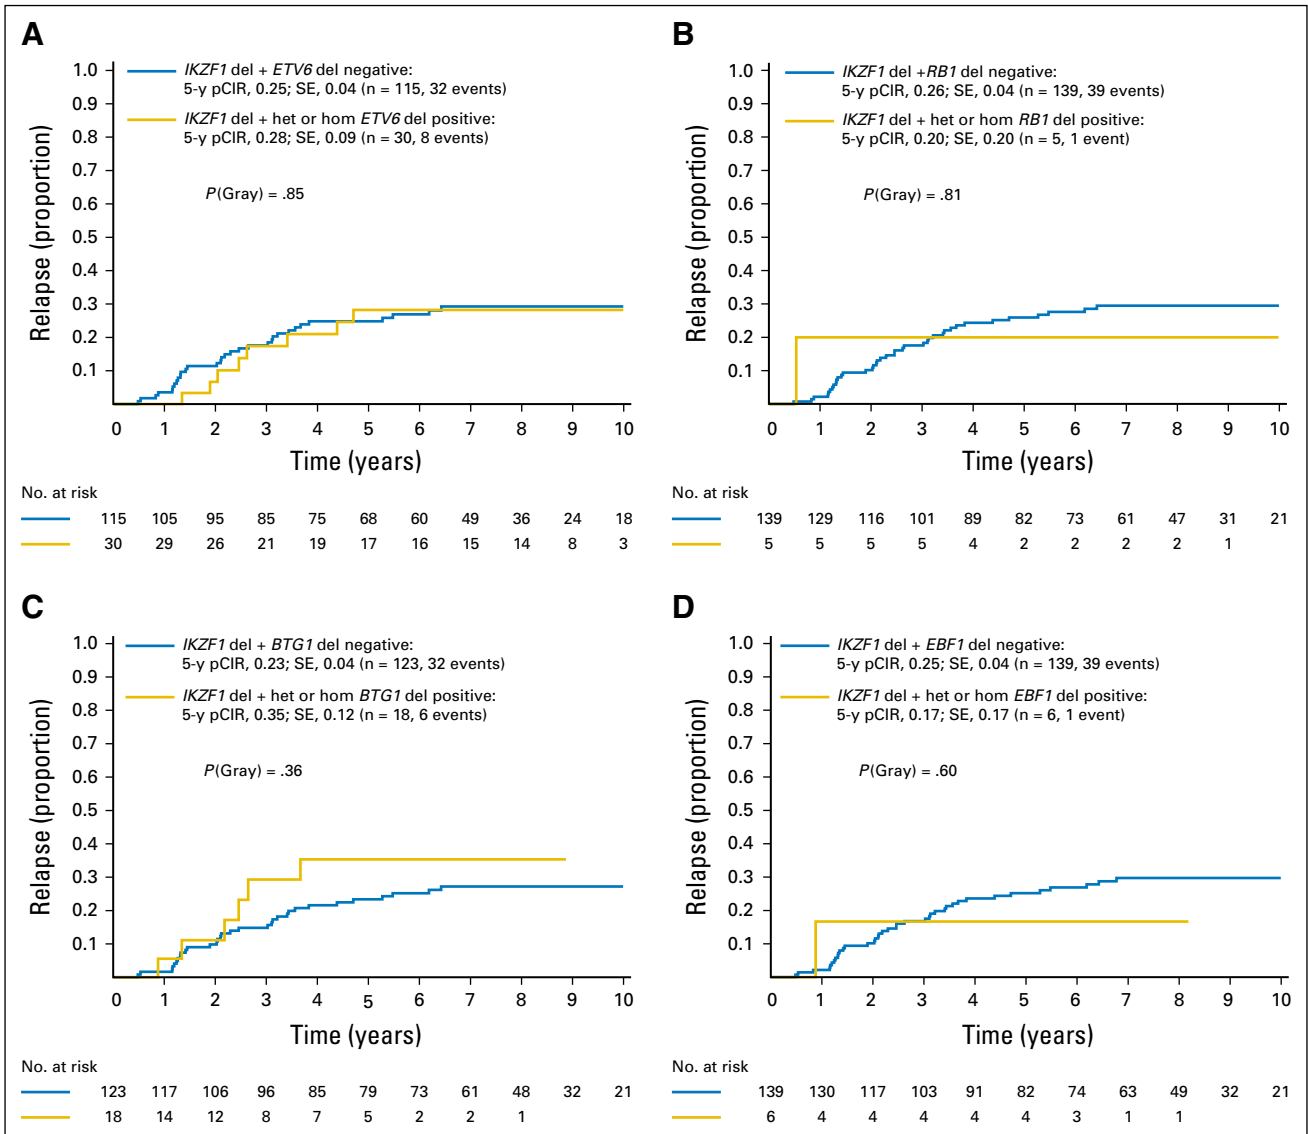 A
IKZF1 del + ETV6 del negative:
5-y pCIR, 0.25; SE, 0.04 (n = 115, 32 events)
IKZF1 del + het or hom ETV6 del positive:
5-y pCIR, 0.28; SE, 0.09 (n = 30, 8 events)
P(Gray) = .85
Relapse (proportion)
1.0
0.9
0.8
0.7
0.6
0.5
0.4
0.3
0.2
0.1
0 1 2 3 4 5 6 7 8 9 10
Time (years)
No. at risk
115 105 95 85 75 68 60 49 36 24 18
30 29 26 21 19 17 16 15 14 8 3
B
IKZF1 del +RB1 del negative:
5-y pCIR, 0.26; SE, 0.04 (n = 139, 39 events)
IKZF1 del + het or hom RB1 del positive:
5-y pCIR, 0.20; SE, 0.20 (n = 5, 1 event)
P(Gray) = .81
Relapse (proportion)
1.0
0.9
0.8
0.7
0.6
0.5
0.4
0.3
0.2
0.1
0 1 2 3 4 5 6 7 8 9 10
Time (years)
No. at risk
139 129 116 101 89 82 73 61 47 31 21
5 5 5 5 4 2 2 2 2 1
C
IKZF1 del + BTG1 del negative:
5-y pCIR, 0.23; SE, 0.04 (n = 123, 32 events)
IKZF1 del + het or hom BTG1 del positive:
5-y pCIR, 0.35; SE, 0.12 (n = 18, 6 events)
P(Gray) = .36
Relapse (proportion)
1.0
0.9
0.8
0.7
0.6
0.5
0.4
0.3
0.2
0.1
0 1 2 3 4 5 6 7 8 9 10
Time (years)
No. at risk
123 117 106 96 85 79 73 61 48 32 21
18 14 12 8 7 5 2 2 1
D
IKZF1 del + EBF1 del negative:
5-y pCIR, 0.25; SE, 0.04 (n = 139, 39 events)
IKZF1 del + het or hom EBF1 del positive:
5-y pCIR, 0.17; SE, 0.17 (n = 6, 1 event)
P(Gray) = .60
Relapse (proportion)
1.0
0.9
0.8
0.7
0.6
0.5
0.4
0.3
0.2
0.1
0 1 2 3 4 5 6 7 8 9 10
Time (years)
No. at risk
139 130 117 103 91 82 74 63 49 32 21
6 4 4 4 4 4 3 1 1